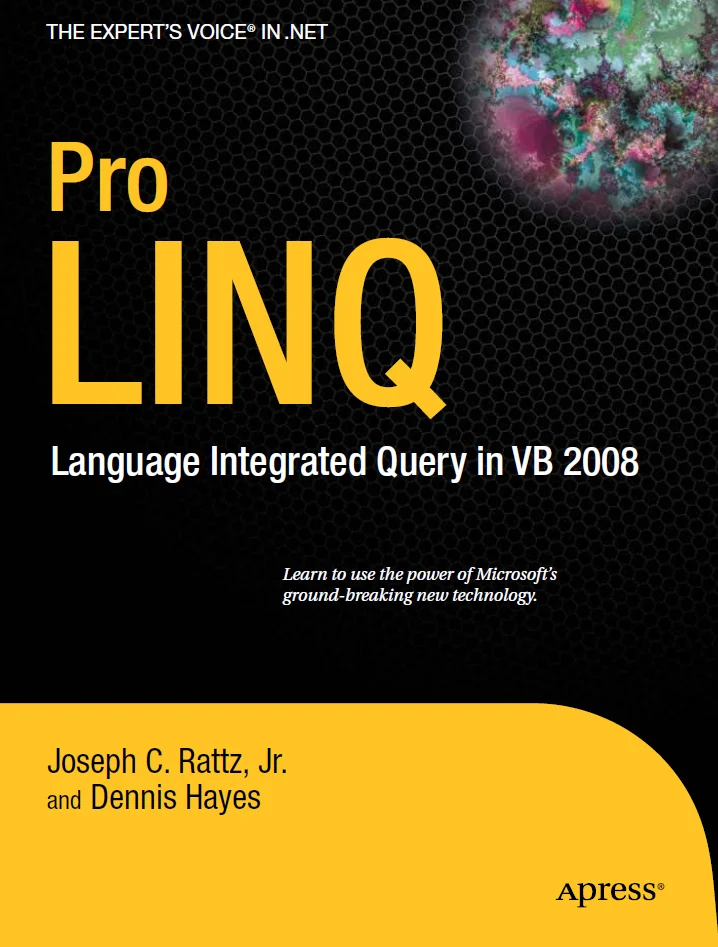 THE EXPERT'S VOICE® IN .NET
Pro
LINQ
Language Integrated Query in VB 2008
Learn to use the power of Microsoft's
ground-breaking new technology.
Joseph C. Rattz, Jr.
and Dennis Hayes
Apress®